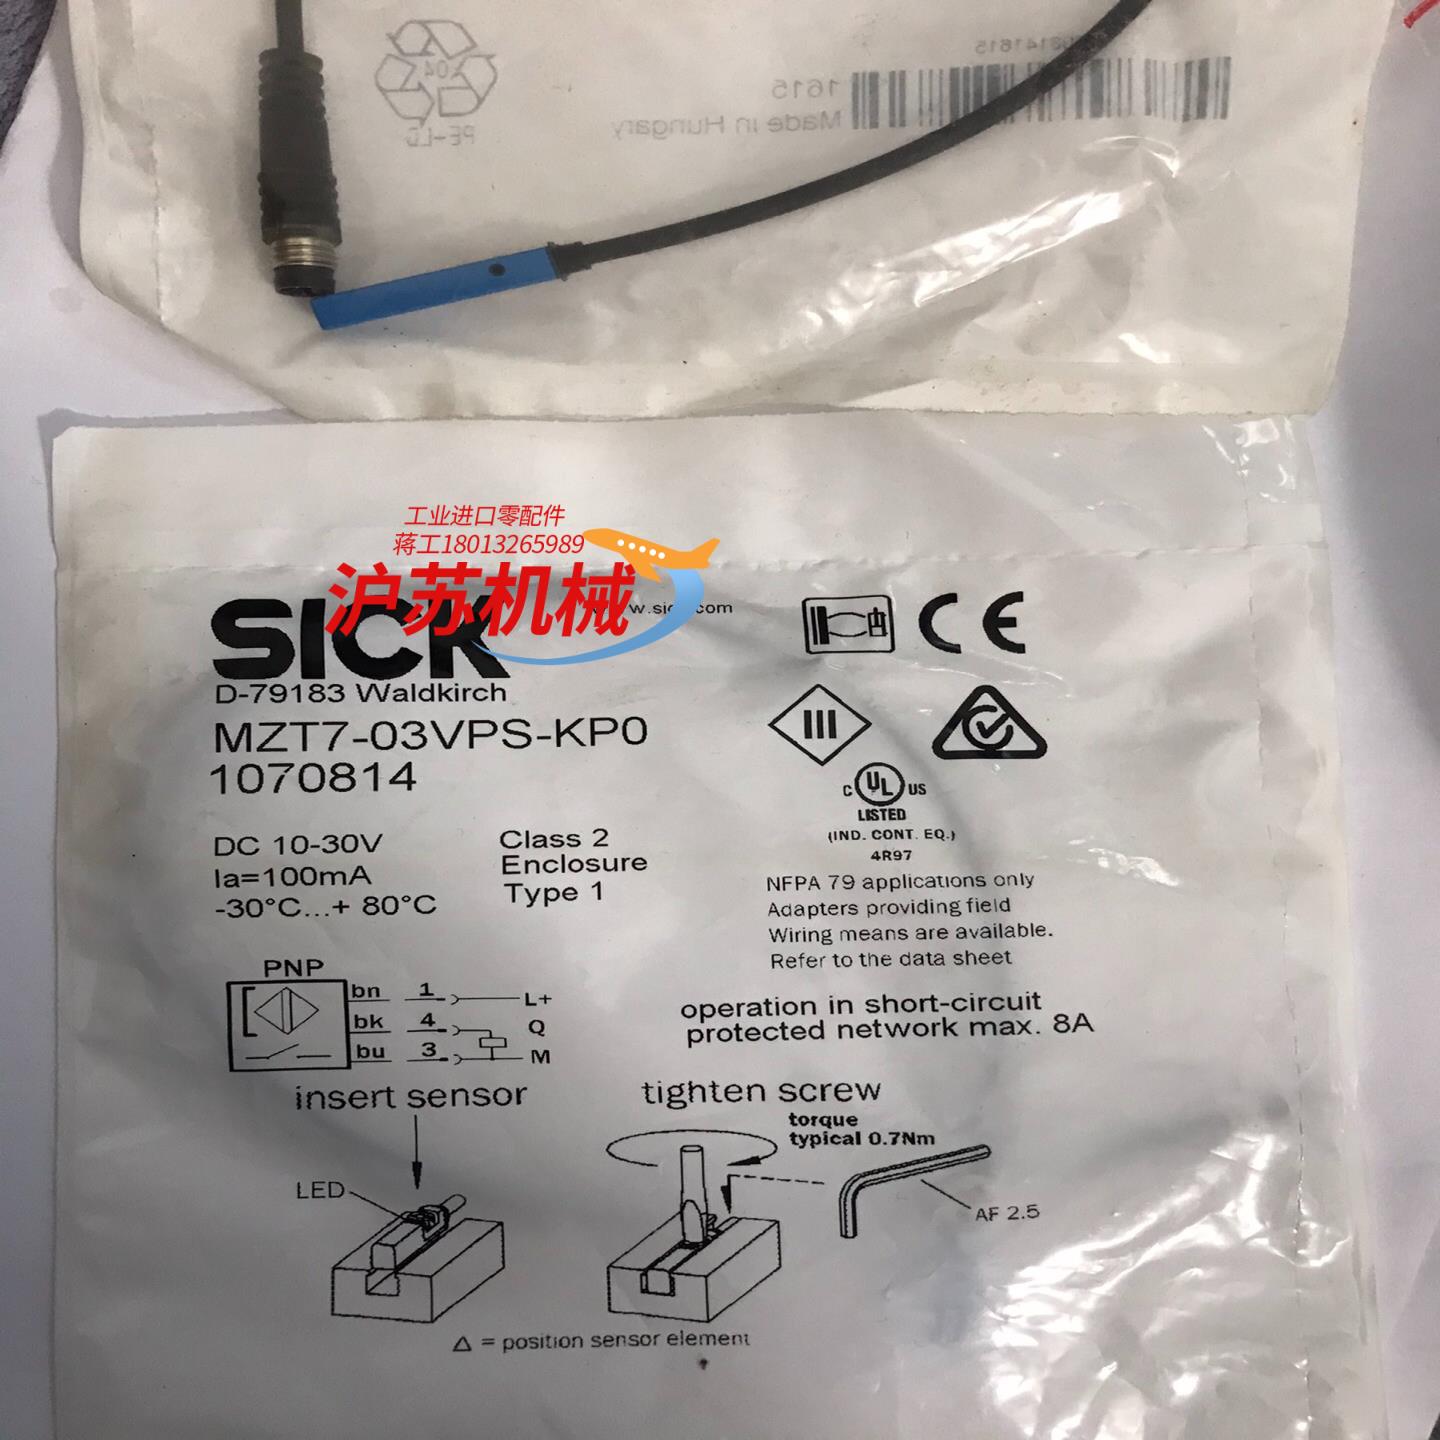 04
PE-LD
1615
Made in Hungary
工业进口零配件
蒋工18013265989
沪苏机械
SICK
D-79183 Waldkirch
MZT7-03VPS-KP0
1070814
DC 10-30V
Ia=100mA
-30°C...+ 80°C
Class 2
Enclosure
Type 1
CE
III
C UL US
LISTED
(IND. CONT. EQ.)
4R97
NFPA 79 applications only
Adapters providing field
Wiring means are available.
Refer to the data sheet
PNP
bn 1 L+
bk 4 Q
bu 3 M
operation in short-circuit
protected network max. 8A
insert sensor
LED
tighten screw
torque
typical 0.7Nm
AF 2.5
△ = position sensor element